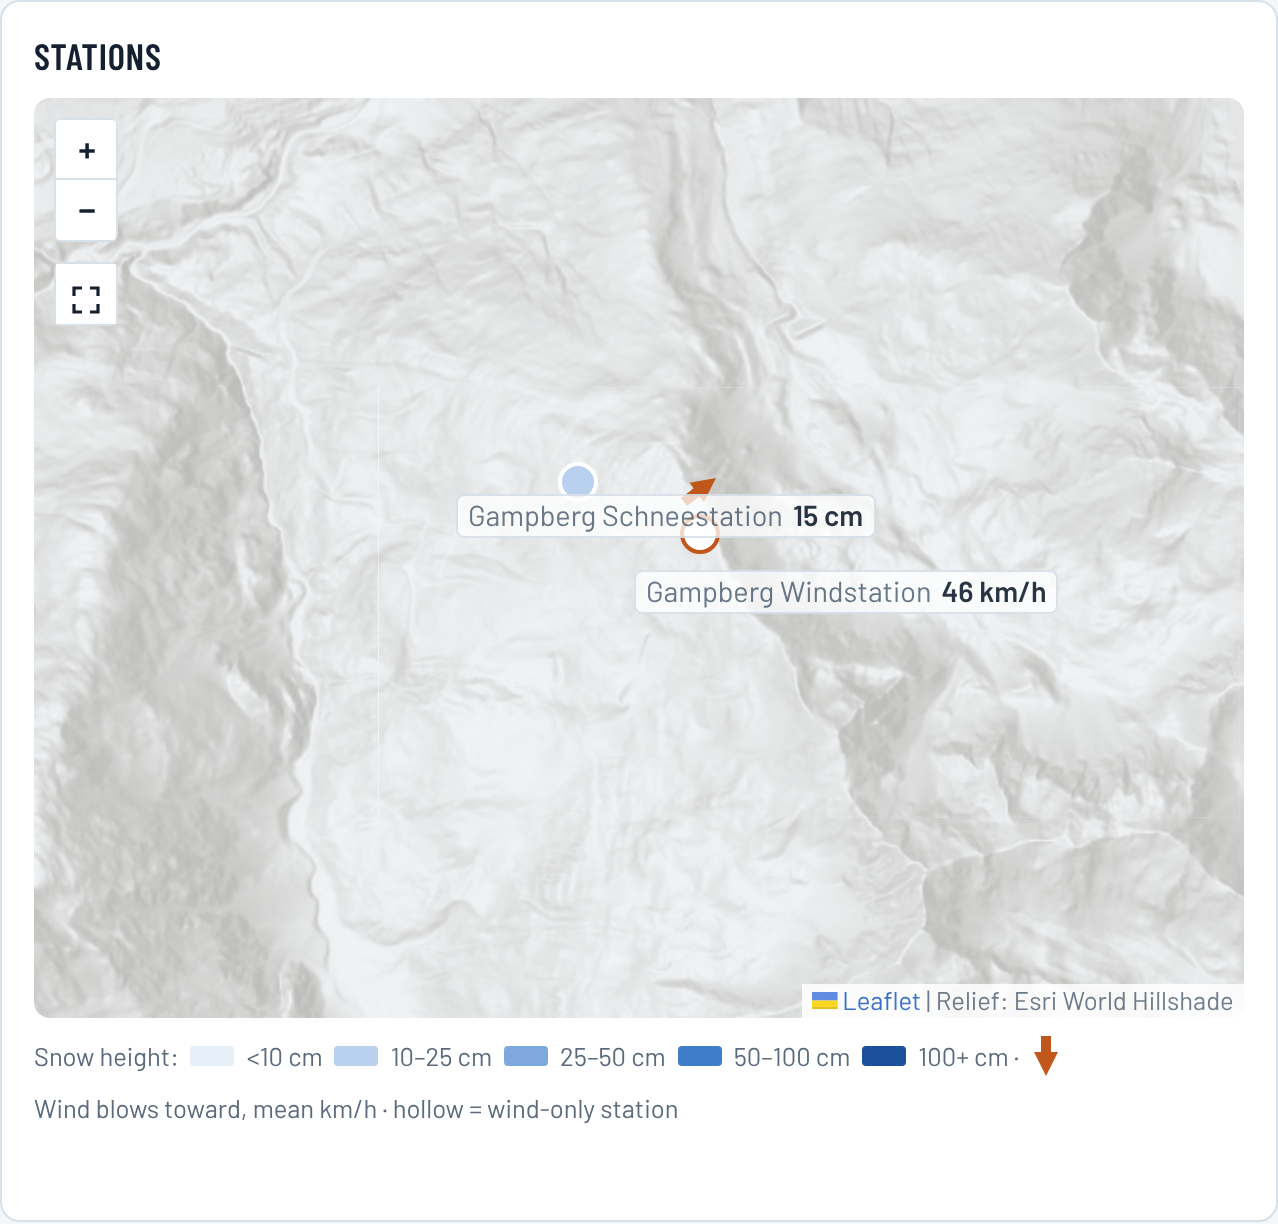 STATIONS
+
−
Gampberg Schneestation 15 cm
Gampberg Windstation 46 km/h
Leaflet | Relief: Esri World Hillshade
Snow height: <10 cm 10–25 cm 25–50 cm 50–100 cm 100+ cm ·
Wind blows toward, mean km/h · hollow = wind-only station